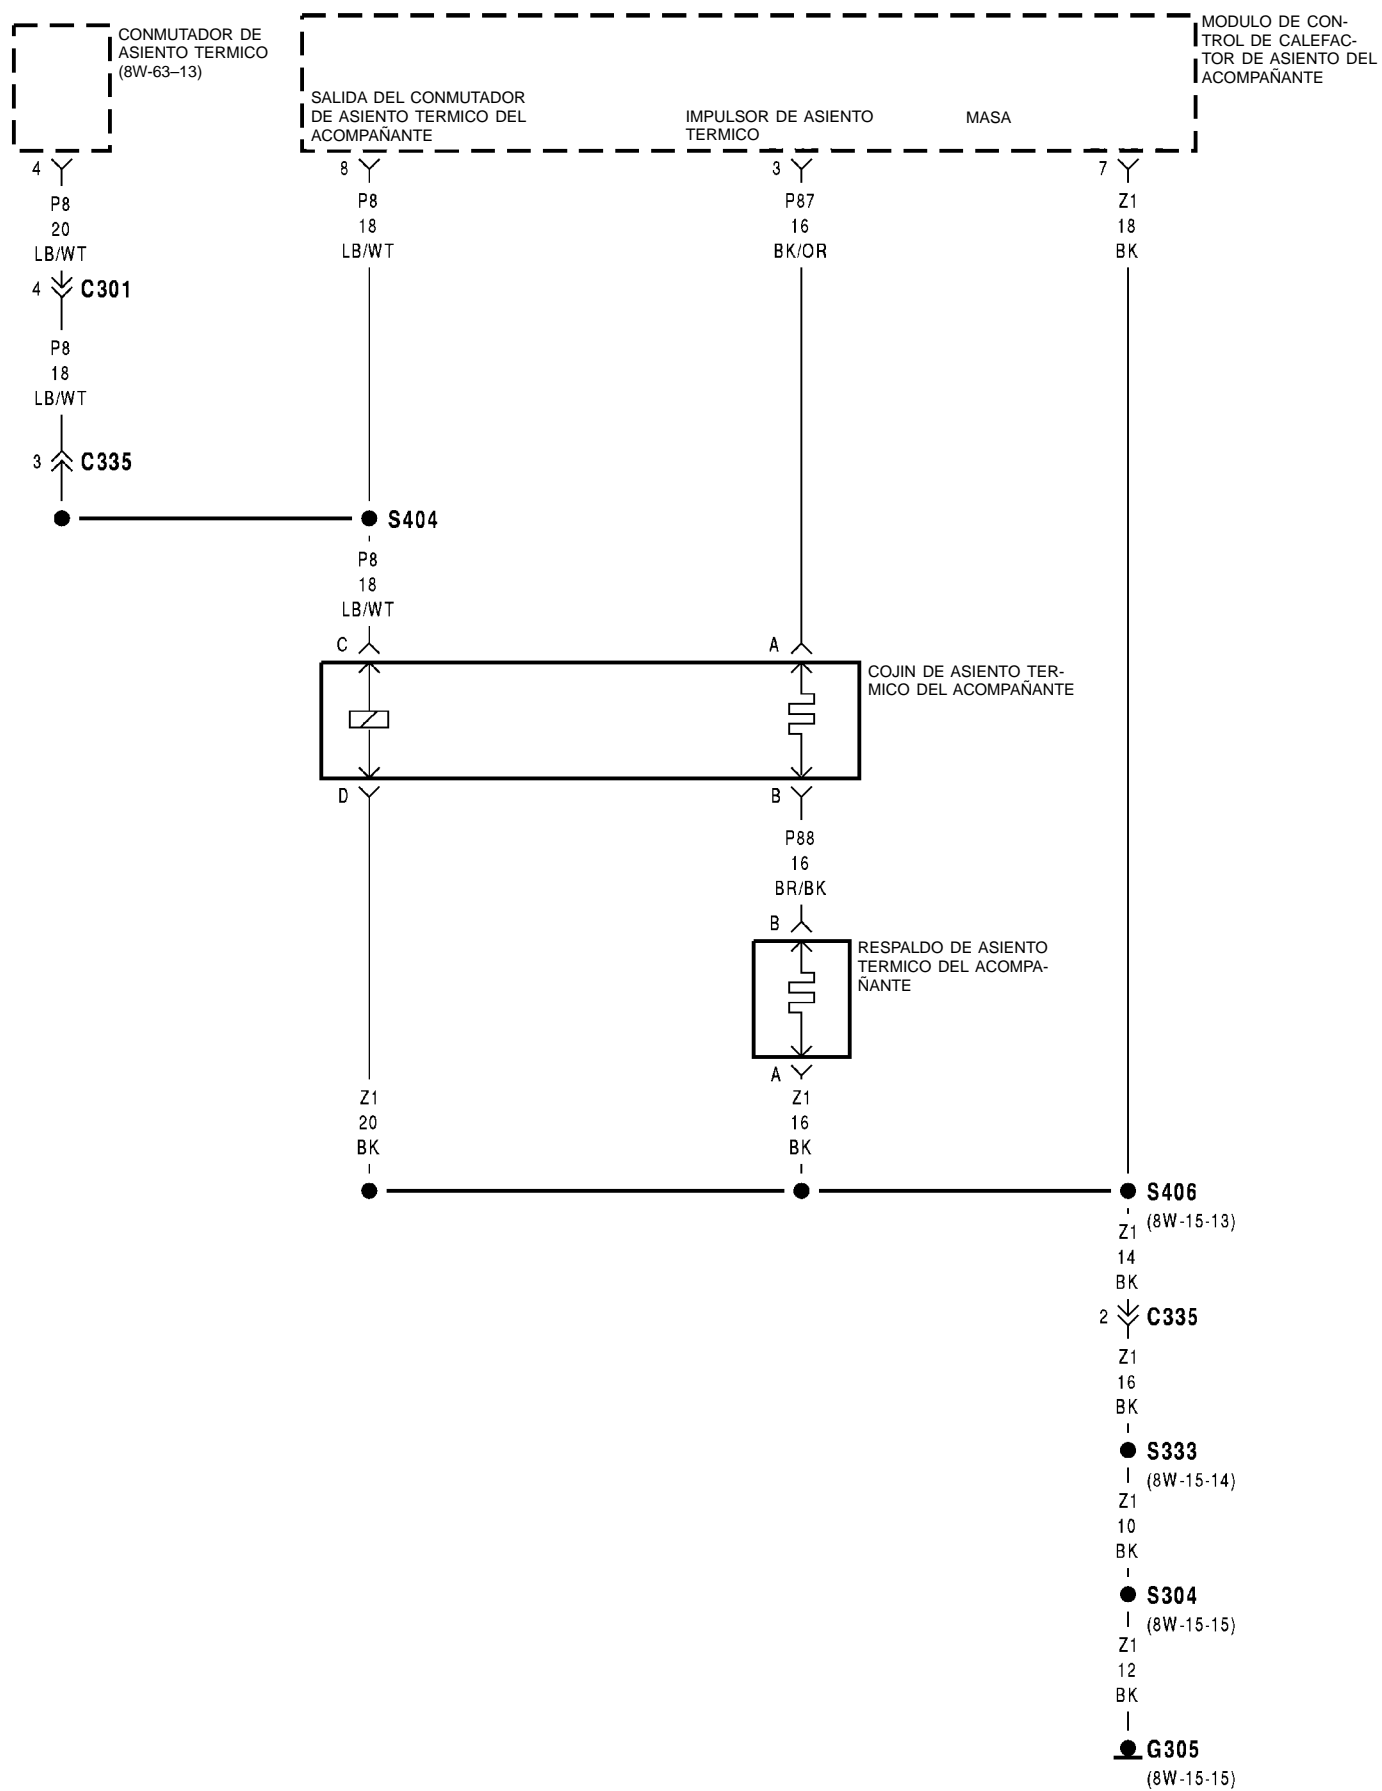 CONMUTADOR DE
ASIENTO TERMICO
(8W-63–13)
MODULO DE CON-
TROL DE CALEFAC-
TOR DE ASIENTO DEL
ACOMPAÑANTE
SALIDA DEL CONMUTADOR
DE ASIENTO TERMICO DEL
ACOMPAÑANTE
IMPULSOR DE ASIENTO
TERMICO
MASA
4
8
3
7
P8
20
LB/WT
P8
18
LB/WT
P87
16
BK/OR
Z1
18
BK
4 C301
P8
18
LB/WT
3 C335
S404
P8
18
LB/WT
C
A
COJIN DE ASIENTO TER-
MICO DEL ACOMPAÑANTE
D
B
P88
16
BR/BK
B
RESPALDO DE ASIENTO
TERMICO DEL ACOMPA-
ÑANTE
A
Z1
20
BK
Z1
16
BK
S406
(8W-15-13)
Z1
14
BK
2 C335
Z1
16
BK
S333
(8W-15-14)
Z1
10
BK
S304
(8W-15-15)
Z1
12
BK
G305
(8W-15-15)